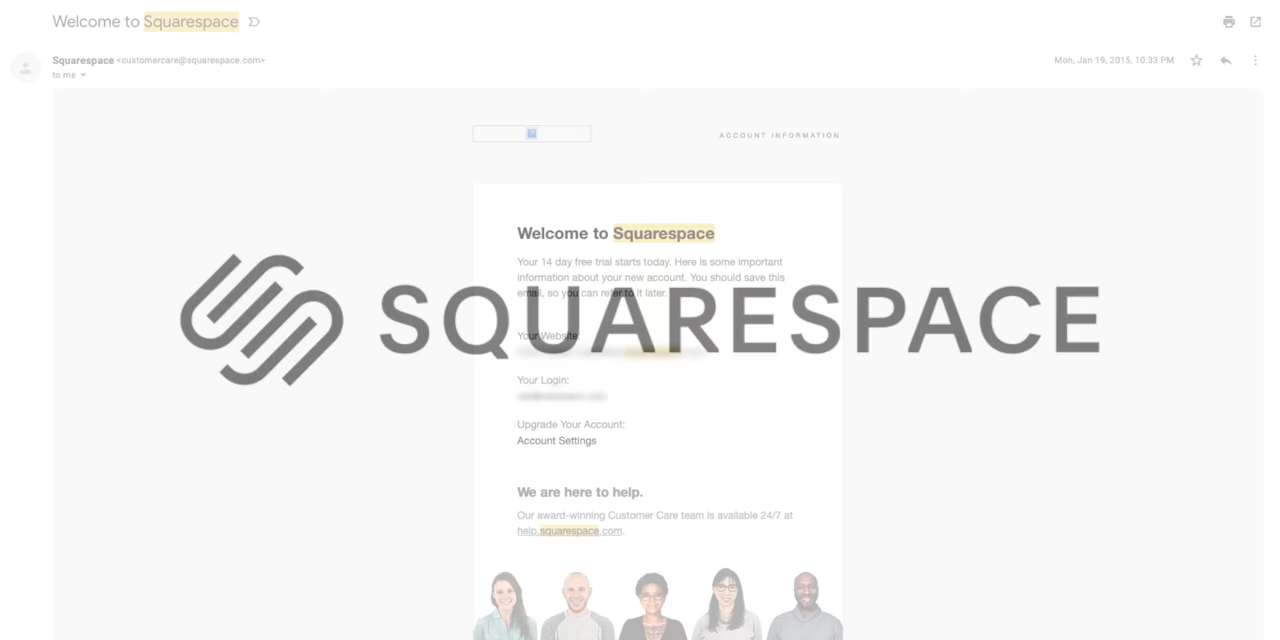 Welcome to Squarespace
Squarespace <customercare@squarespace.com>
Mon, Jan 19, 2015, 10:33 PM
to me
ACCOUNT INFORMATION
Welcome to Squarespace
Your 14 day free trial starts today. Here is some important
information about your new account. You should save this
email, so you can refer to it later.
SQUARESPACE
Your Website:
Your Login:
Upgrade Your Account:
Account Settings
We are here to help.
Our award-winning Customer Care team is available 24/7 at
help.squarespace.com.